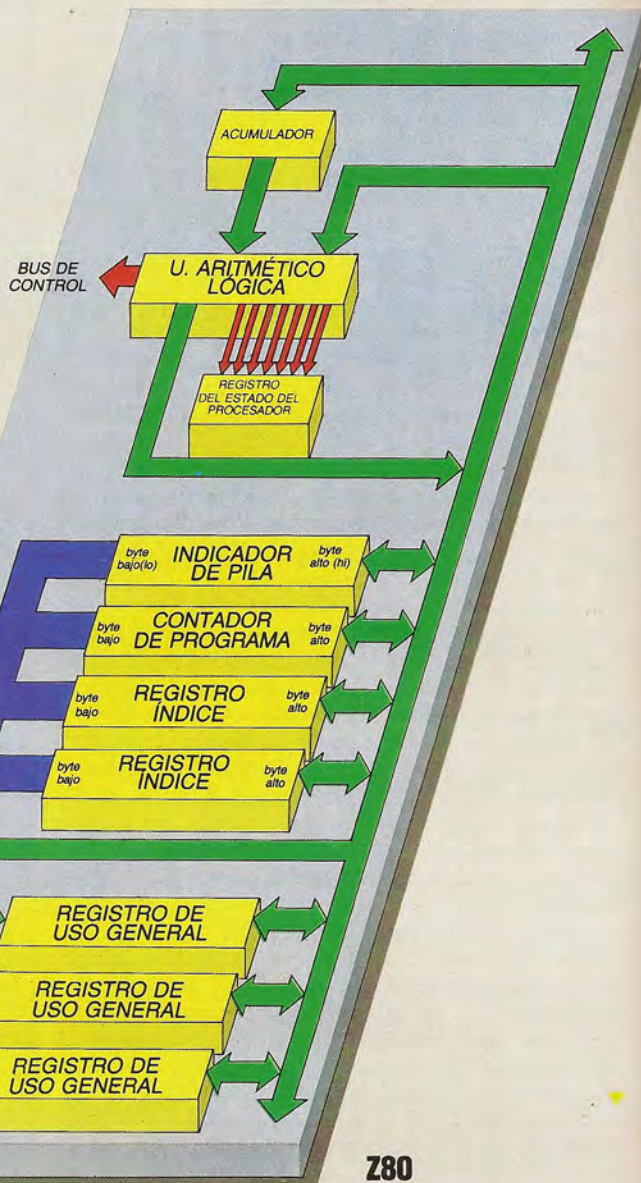 ACUMULADOR
BUS DE
CONTROL
U. ARITMÉTICO
LÓGICA
REGISTRO
DEL ESTADO DEL
PROCESADOR
byte
bajo(lo)
INDICADOR
DE PILA
byte
alto (hi)
byte
bajo
CONTADOR
DE PROGRAMA
byte
alto
byte
bajo
REGISTRO
ÍNDICE
byte
alto
byte
bajo
REGISTRO
ÍNDICE
byte
alto
REGISTRO DE
USO GENERAL
REGISTRO DE
USO GENERAL
REGISTRO DE
USO GENERAL
Z80